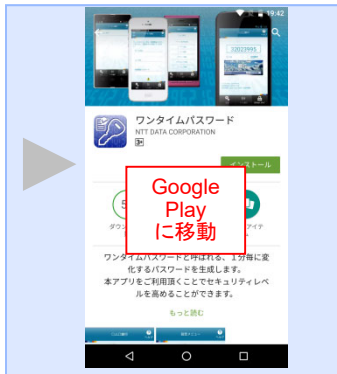 19:42
32023995
ワンタイムパスワード
NTT DATA CORPORATION
3+
インストール
Google
Play
に移動
ワンタイムパスワードと呼ばれる、1分毎に変
化するパスワードを生成します。
本アプリをご利用頂くことでセキュリティレベ
ルを高めることができます。
もっと読む